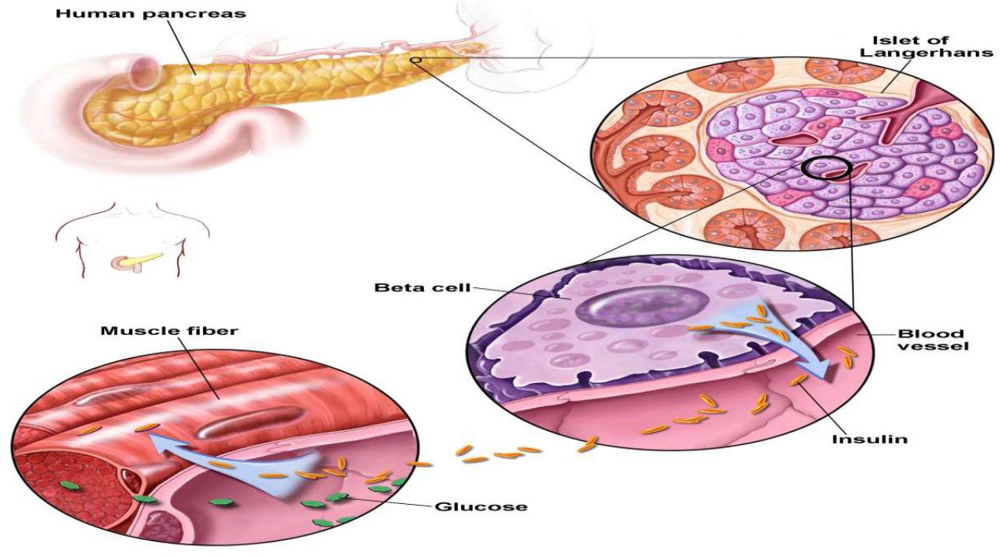 Human pancreas
Islet of
Langerhans
Beta cell
Muscle fiber
Blood
vessel
Insulin
Glucose